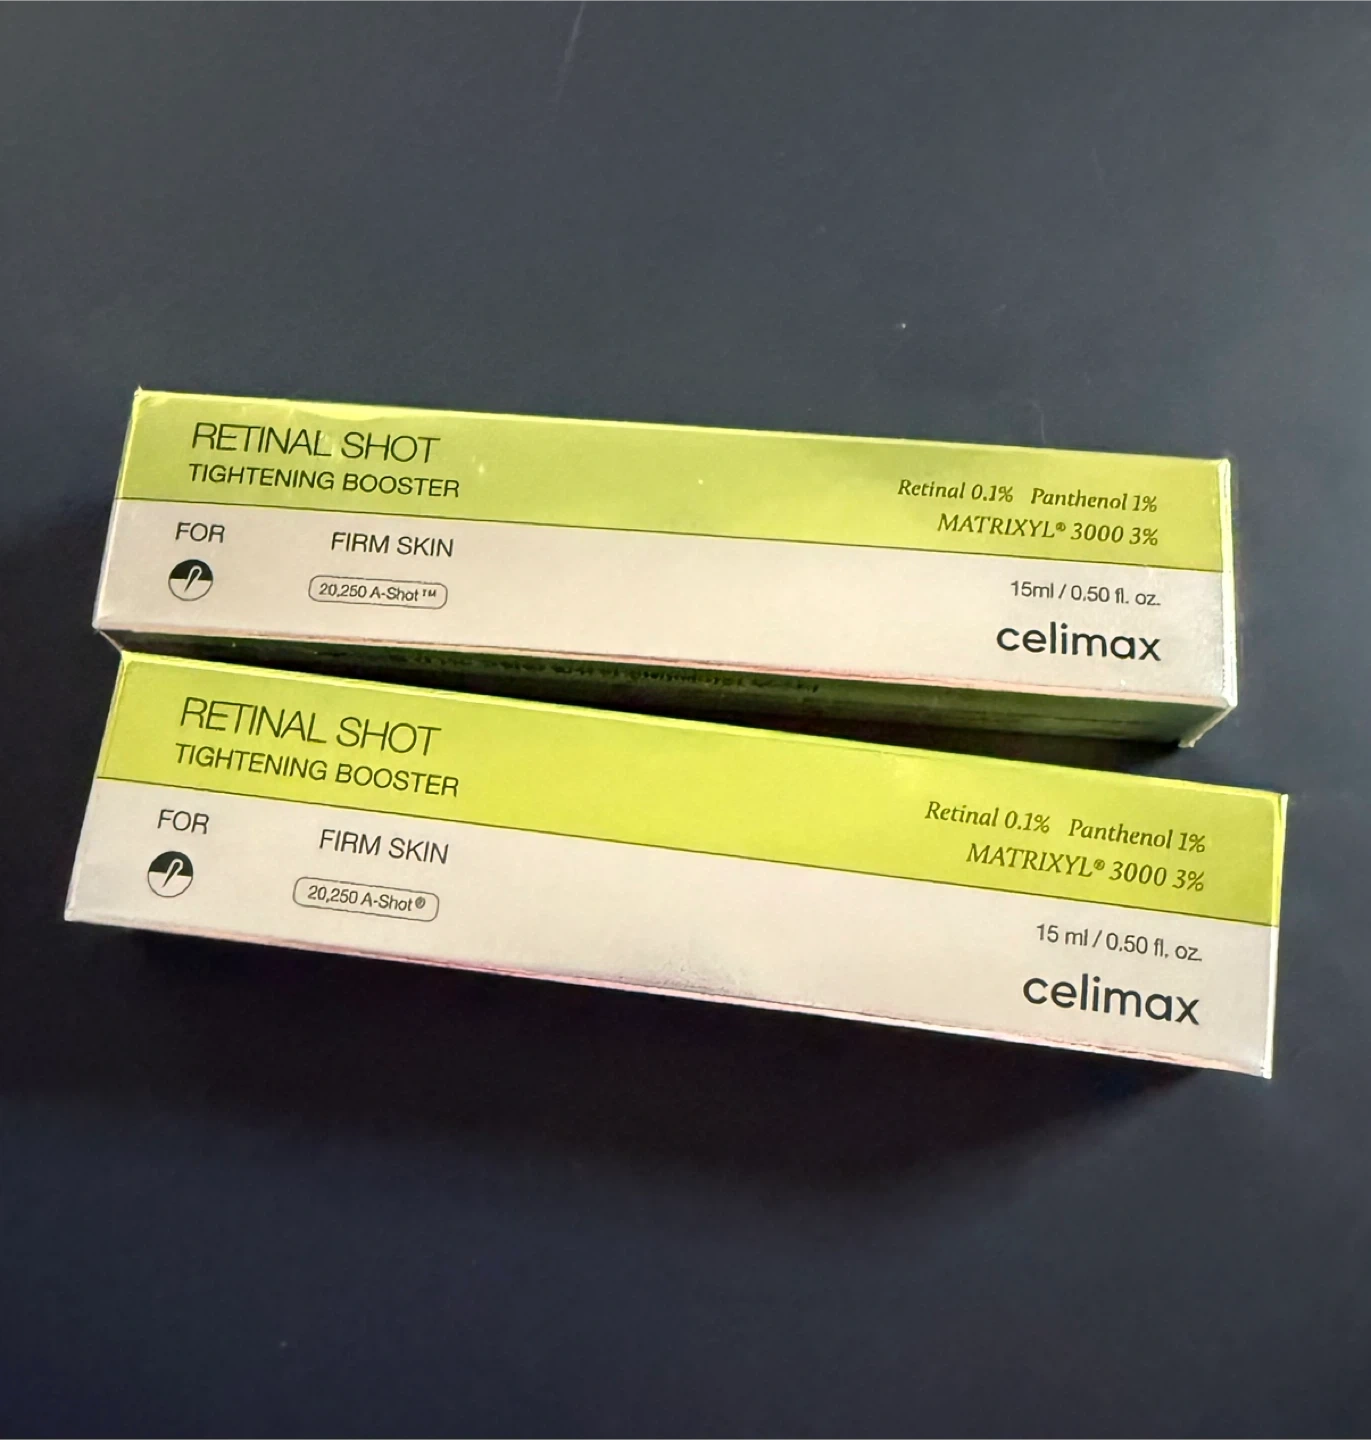 RETINAL SHOT
TIGHTENING BOOSTER
Retinal 0.1% Panthenol 1%
MATRIXYL® 3000 3%
FOR
FIRM SKIN
20,250 A-Shot™
15ml / 0.50 fl. oz.
celimax
RETINAL SHOT
TIGHTENING BOOSTER
Retinal 0.1% Panthenol 1%
MATRIXYL® 3000 3%
FOR
FIRM SKIN
20,250 A-Shot®
15 ml / 0.50 fl. oz.
celimax